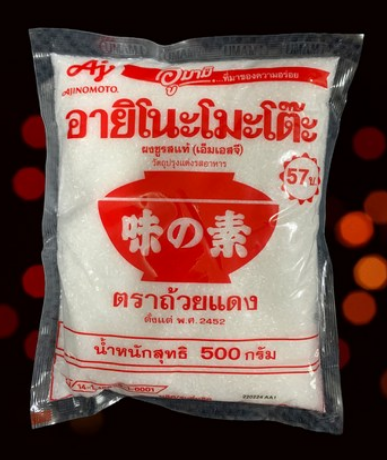 Aj
AJINOMOTO.
อูมามิ
ที่มาของความอร่อย
อายิโนะโมะโต๊ะ
ผงชูรสแท้ (เอ็มเอสจี)
วัตถุปรุงแต่งรสอาหาร
57บ.
味の素
ตราถ้วยแดง
ตั้งแต่ พ.ศ. 2452
น้ำหนักสุทธิ 500 กรัม